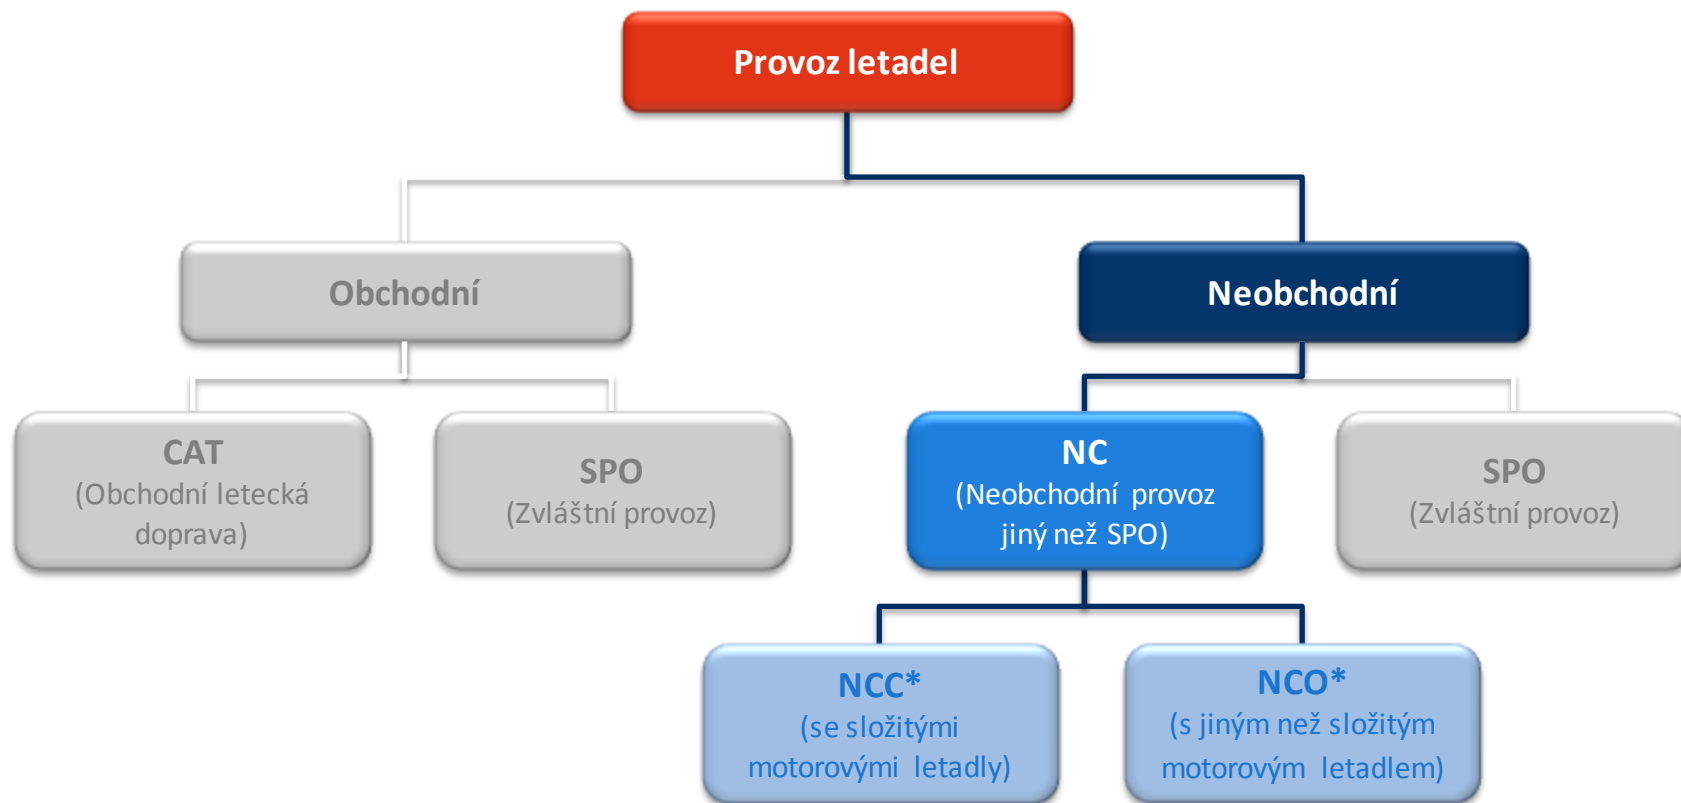 Provoz letadel
Obchodní
Neobchodní
CAT
(Obchodní letecká
doprava)
SPO
(Zvláštní provoz)
NC
(Neobchodní provoz
jiný než SPO)
SPO
(Zvláštní provoz)
NCC*
(se složitými
motorovými letadly)
NCO*
(s jiným než složitým
motorovým letadlem)